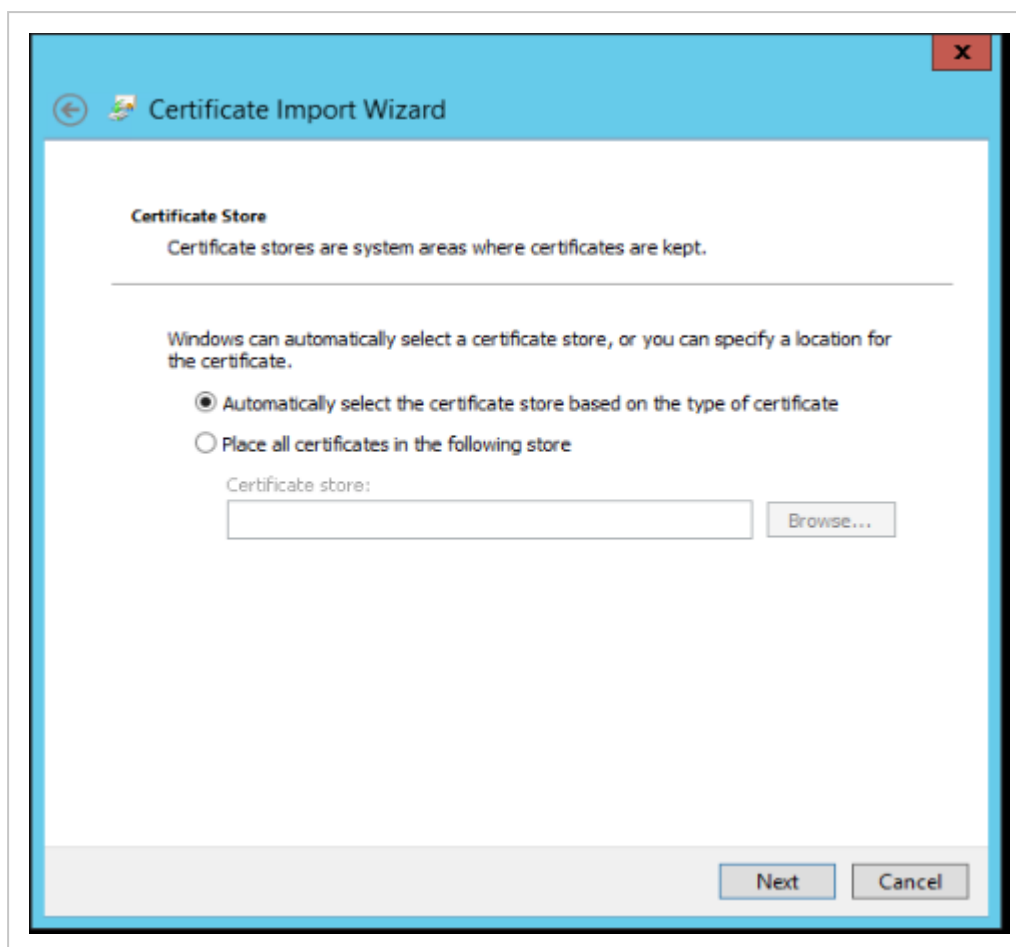 x
Certificate Import Wizard
Certificate Store
Certificate stores are system areas where certificates are kept.
Windows can automatically select a certificate store, or you can specify a location for
the certificate.
Automatically select the certificate store based on the type of certificate
Place all certificates in the following store
Certificate store:
Browse...
Next Cancel